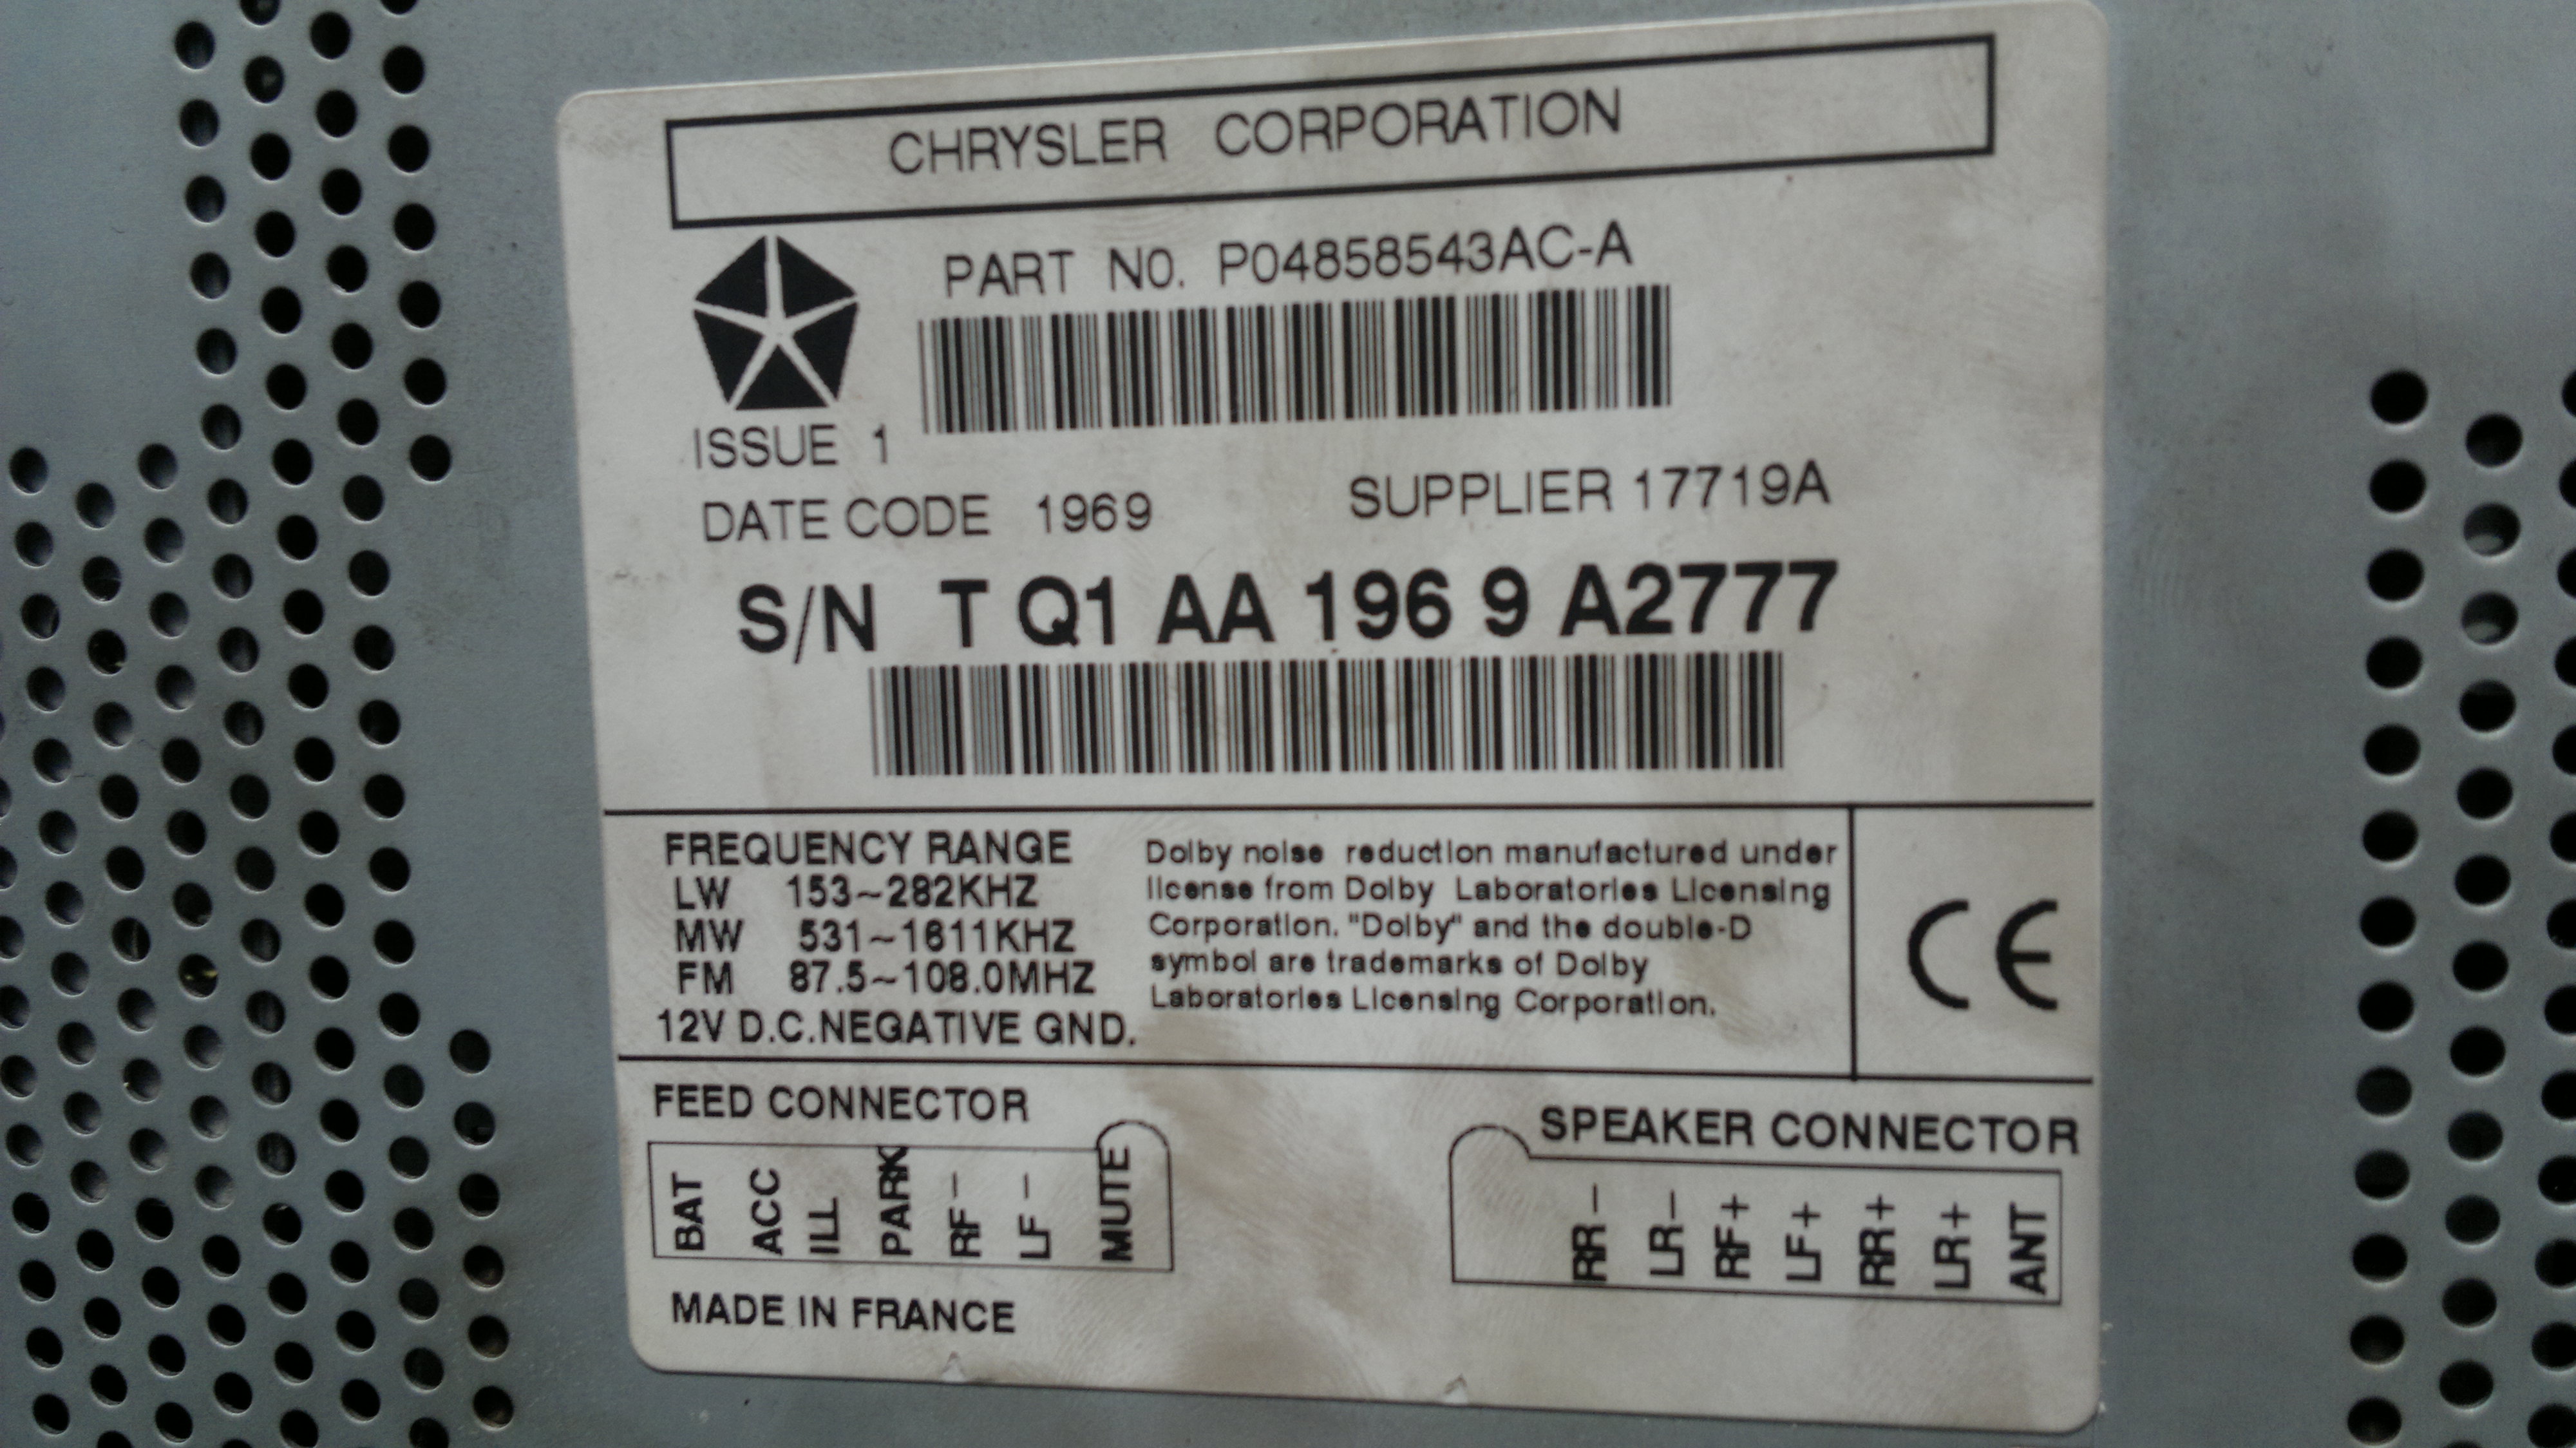 CHRYSLER CORPORATION
PART NO. P04858543AC-A
ISSUE 1
DATE CODE 1969 SUPPLIER 17719A
S/N T Q1 AA 196 9 A2777
FREQUENCY RANGE
LW 153~282KHZ
MW 531~1611KHZ
FM 87.5~108.0MHZ
12V D.C.NEGATIVE GND.
Dolby noise reduction manufactured under
license from Dolby Laboratories Licensing
Corporation. "Dolby" and the double-D
symbol are trademarks of Dolby
Laboratories Licensing Corporation.
CE
FEED CONNECTOR
BAT ACC ILL PARK RF- LF- MUTE
SPEAKER CONNECTOR
RR- LR- RF+ LF+ RR+ LR+ ANT
MADE IN FRANCE